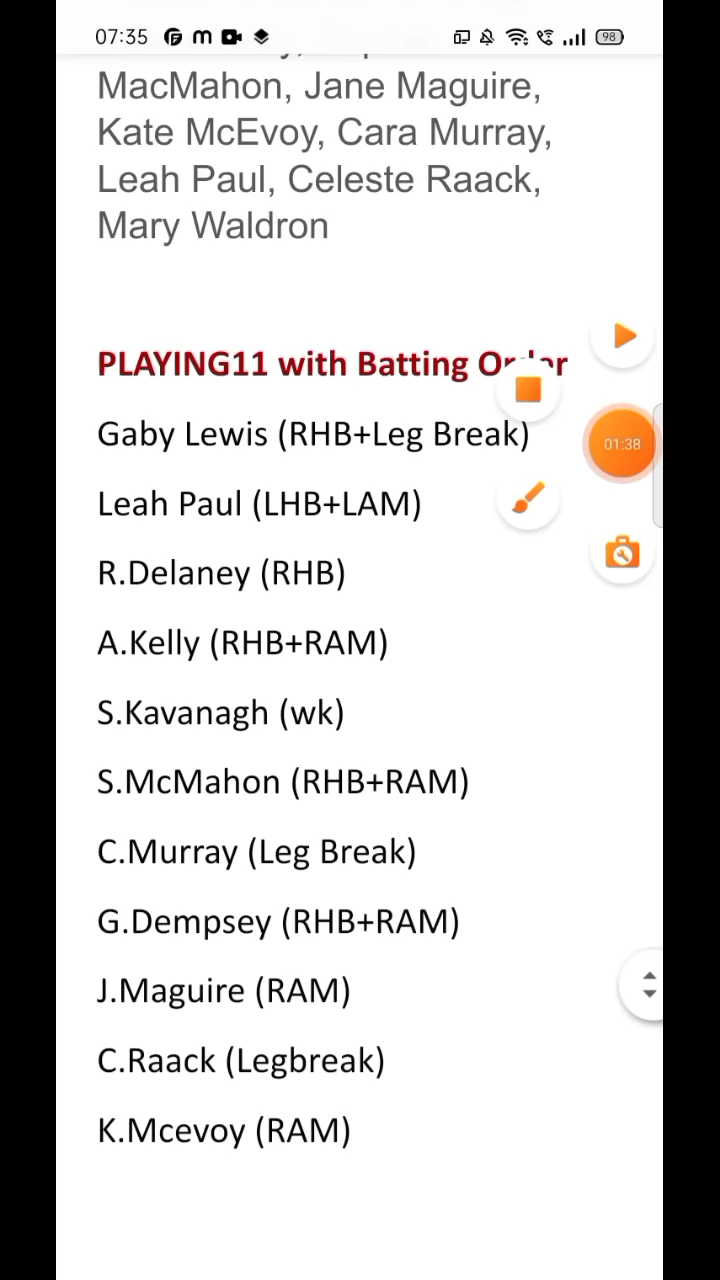 07:35 98
MacMahon, Jane Maguire,
Kate McEvoy, Cara Murray,
Leah Paul, Celeste Raack,
Mary Waldron
PLAYING11 with Batting
Gaby Lewis (RHB+Leg Break)
01:38
Leah Paul (LHB+LAM)
R.Delaney (RHB)
A.Kelly (RHB+RAM)
S.Kavanagh (wk)
S.McMahon (RHB+RAM)
C.Murray (Leg Break)
G.Dempsey (RHB+RAM)
J.Maguire (RAM)
C.Raack (Legbreak)
K.Mcevoy (RAM)